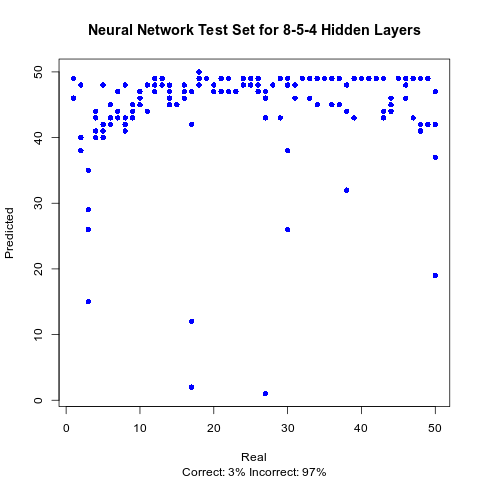 Neural Network Test Set for 8-5-4 Hidden Layers
Predicted
50
40
30
20
10
0
0 10 20 30 40 50
Real
Correct: 3% Incorrect: 97%